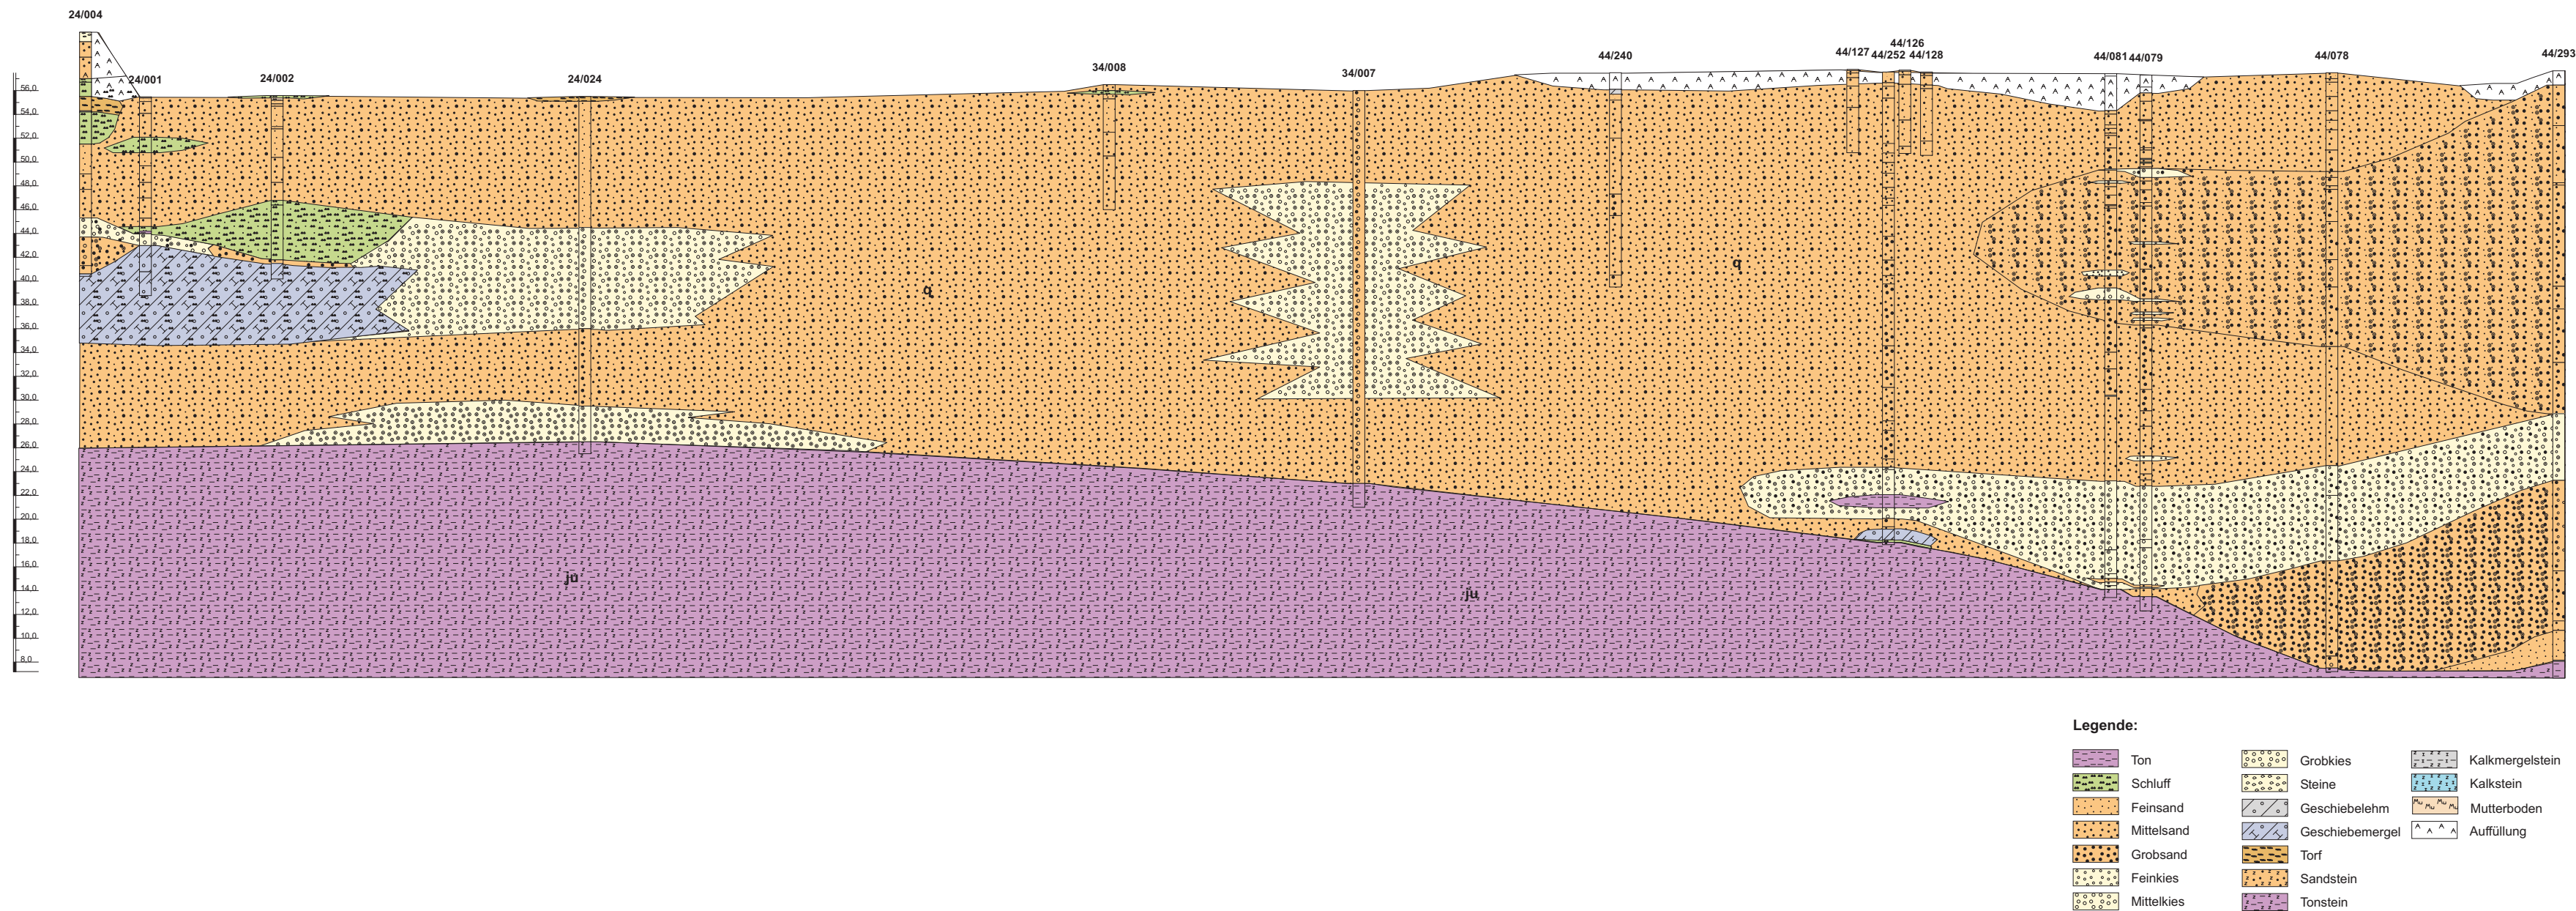 24/004
24/001
24/002
24/024
34/008
34/007
44/240
44/127
44/252
44/126
44/128
44/081
44/079
44/078
44/293
56,0
54,0
52,0
50,0
48,0
46,0
44,0
42,0
40,0
38,0
36,0
34,0
32,0
30,0
28,0
26,0
24,0
22,0
20,0
18,0
16,0
14,0
12,0
10,0
8,0
q
q
ju
ju
Legende:
Ton
Schluff
Feinsand
Mittelsand
Grobsand
Feinkies
Mittelkies
Grobkies
Steine
Geschiebelehm
Geschiebemergel
Torf
Sandstein
Tonstein
Kalkmergelstein
Kalkstein
Mutterboden
Auffüllung